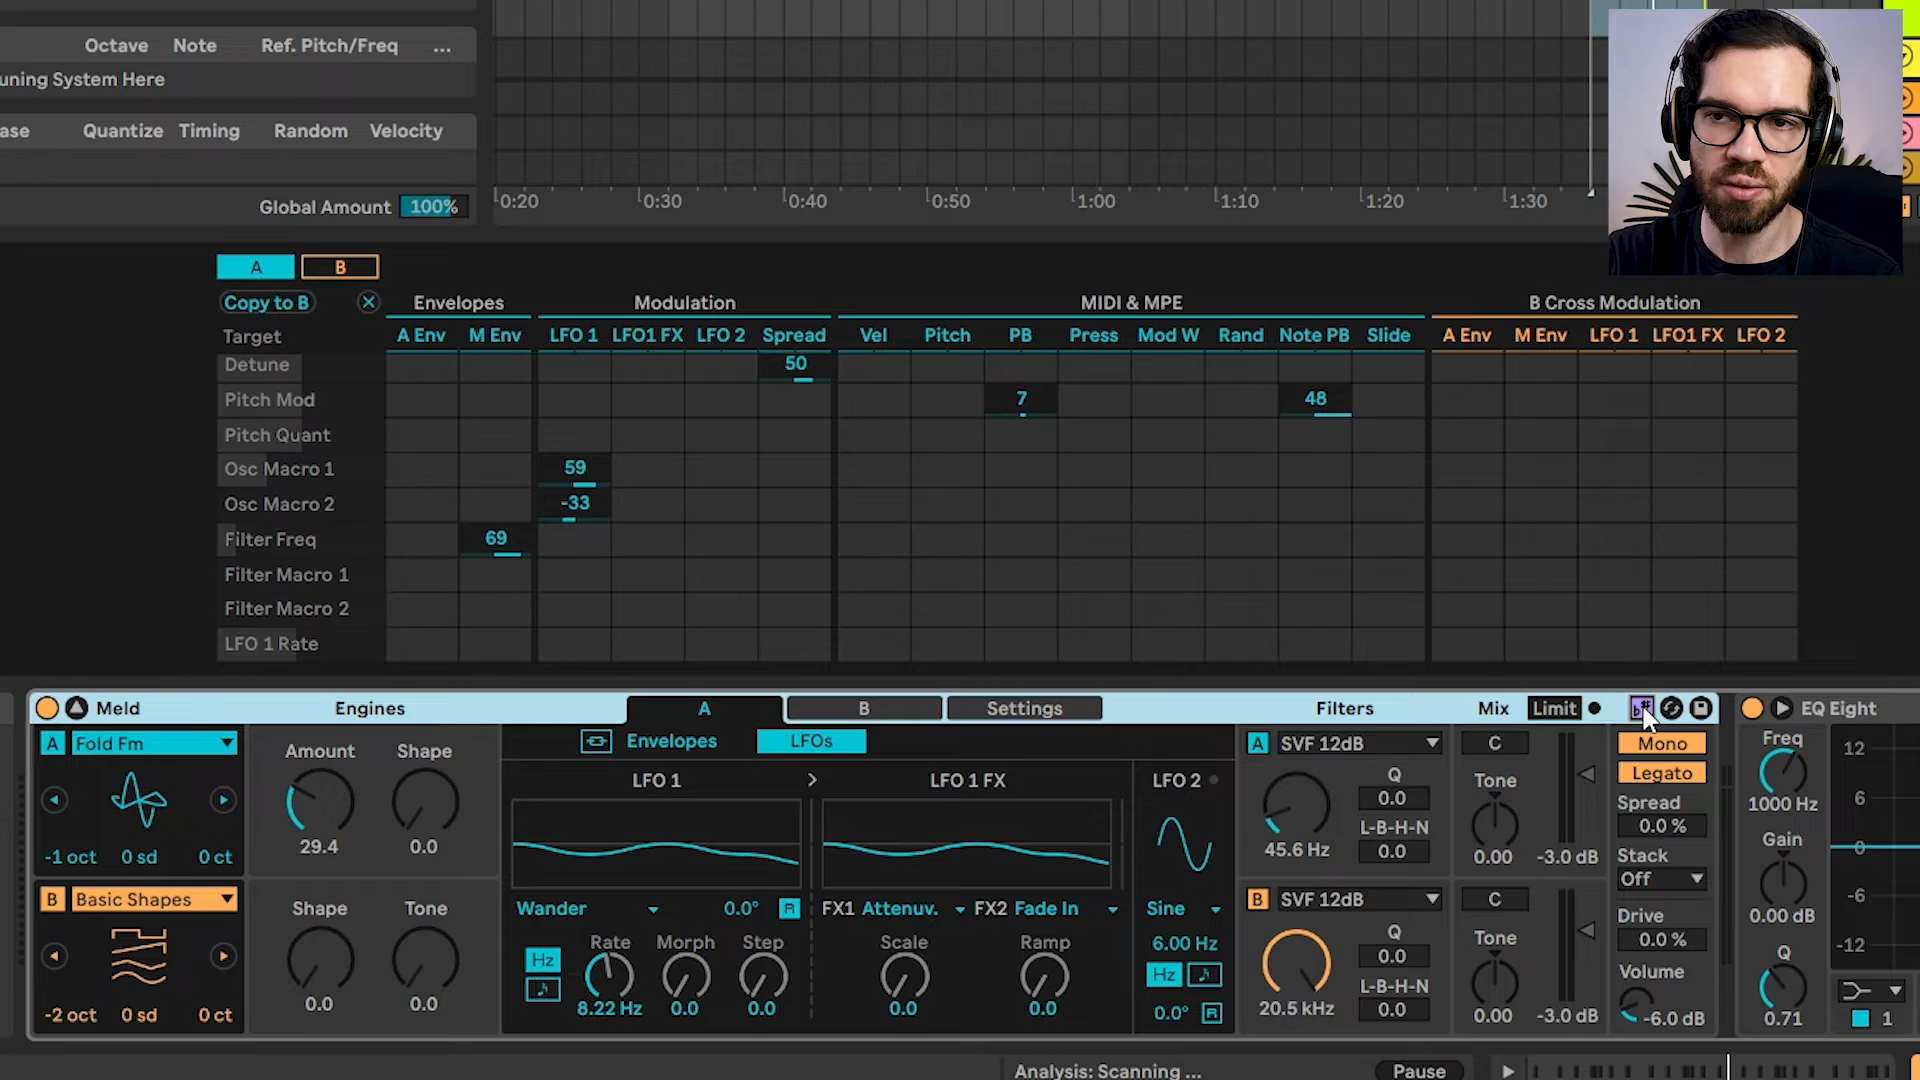 Octave Note Ref. Pitch/Freq ...
uning System Here
ase Quantize Timing Random Velocity
Global Amount 100%
0:20 0:30 0:40 0:50 1:00 1:10 1:20 1:30
A B
Copy to B Envelopes Modulation MIDI & MPE B Cross Modulation
Target A Env M Env LFO 1 LFO1 FX LFO 2 Spread Vel Pitch PB Press Mod W Rand Note PB Slide A Env M Env LFO 1 LFO1 FX LFO 2
Detune 50
Pitch Mod 7 48
Pitch Quant
Osc Macro 1 59
Osc Macro 2 -33
Filter Freq 69
Filter Macro 1
Filter Macro 2
LFO 1 Rate
Meld Engines A B Settings Filters Mix Limit EQ Eight
A Fold Fm
-1 oct 0 sd 0 ct
Amount Shape
29.4 0.0
B Basic Shapes
-2 oct 0 sd 0 ct
Shape Tone
0.0 0.0
Envelopes LFOs
LFO 1 > LFO 1 FX LFO 2
Wander 0.0° R FX1 Attenuv. FX2 Fade In Sine
Hz Rate Morph Step Scale Ramp 6.00 Hz
Hz
8.22 Hz 0.0 0.0 0.0 0.0 0.0° R
A SVF 12dB C
Q
0.0
L-B-H-N
45.6 Hz 0.0
Tone
0.00 -3.0 dB
B SVF 12dB C
Q
0.0
L-B-H-N
20.5 kHz 0.0
Tone
0.00 -3.0 dB
Mono
Legato
Spread
0.0 %
Stack
Off
Drive
0.0 %
Volume
-6.0 dB
Freq
1000 Hz
Gain
0.00 dB
Q
0.71
12
6
0
-6
-12
1
Analysis: Scanning ... Pause